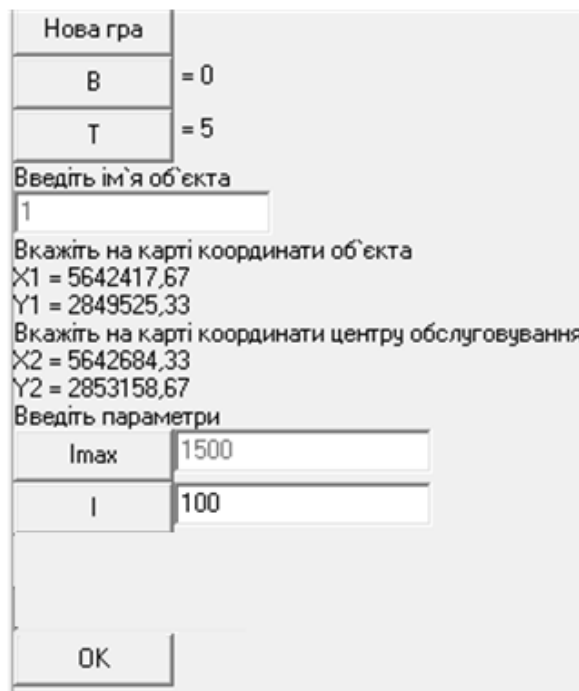 Нова гра
B = 0
T = 5
Введіть ім`я об`єкта
1
Вкажіть на карті координати об`єкта
X1 = 5642417,67
Y1 = 2849525,33
Вкажіть на карті координати центру обслуговування
X2 = 5642684,33
Y2 = 2853158,67
Введіть параметри
Imax 1500
I 100
OK